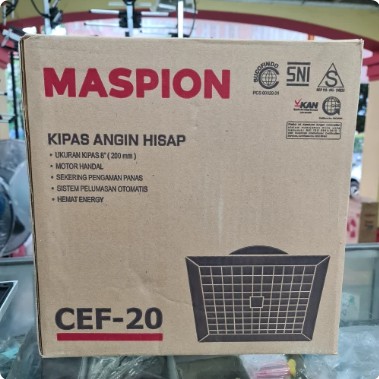 MASPION
SNI
KAN
KIPAS ANGIN HISAP
• UKURAN KIPAS 8" ( 200 mm )
• MOTOR HANDAL
• SEKERING PENGAMAN PANAS
• SISTEM PELUMASAN OTOMATIS
• HEMAT ENERGY
CEF-20